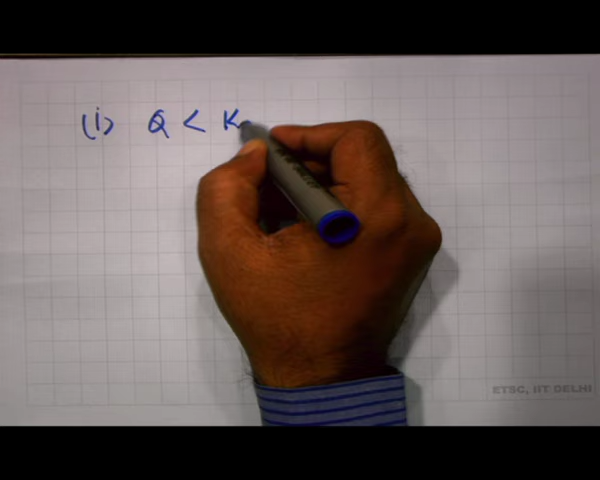 (i) Q < K
ETSC, IIT DELHI